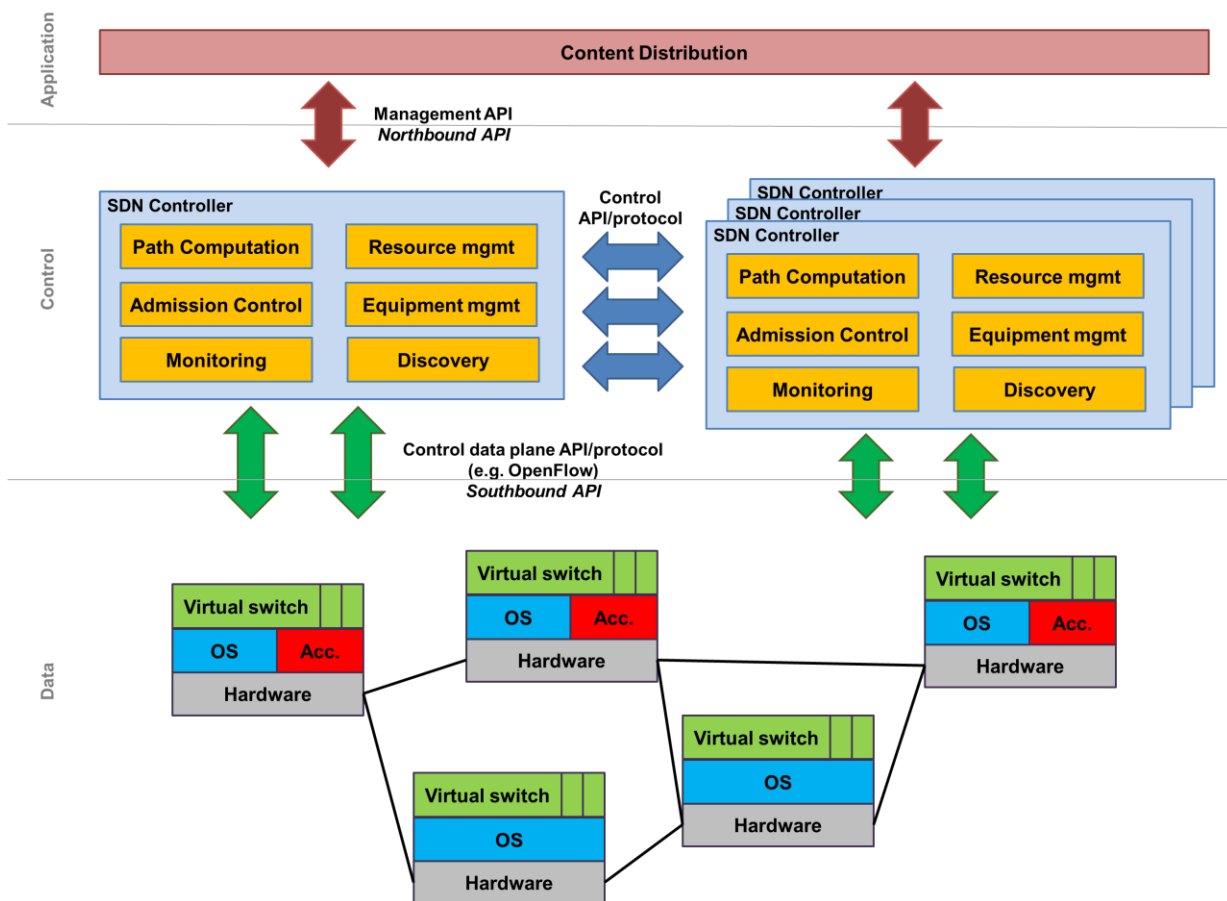 Application
Content Distribution
Management API
Northbound API
Control
SDN Controller
Path Computation
Resource mgmt
Admission Control
Equipment mgmt
Monitoring
Discovery
Control
API/protocol
SDN Controller
SDN Controller
SDN Controller
Path Computation
Resource mgmt
Admission Control
Equipment mgmt
Monitoring
Discovery
Control data plane API/protocol
(e.g. OpenFlow)
Southbound API
Data
Virtual switch
OS
Acc.
Hardware
Virtual switch
OS
Acc.
Hardware
Virtual switch
OS
Acc.
Hardware
Virtual switch
OS
Hardware
Virtual switch
OS
Hardware